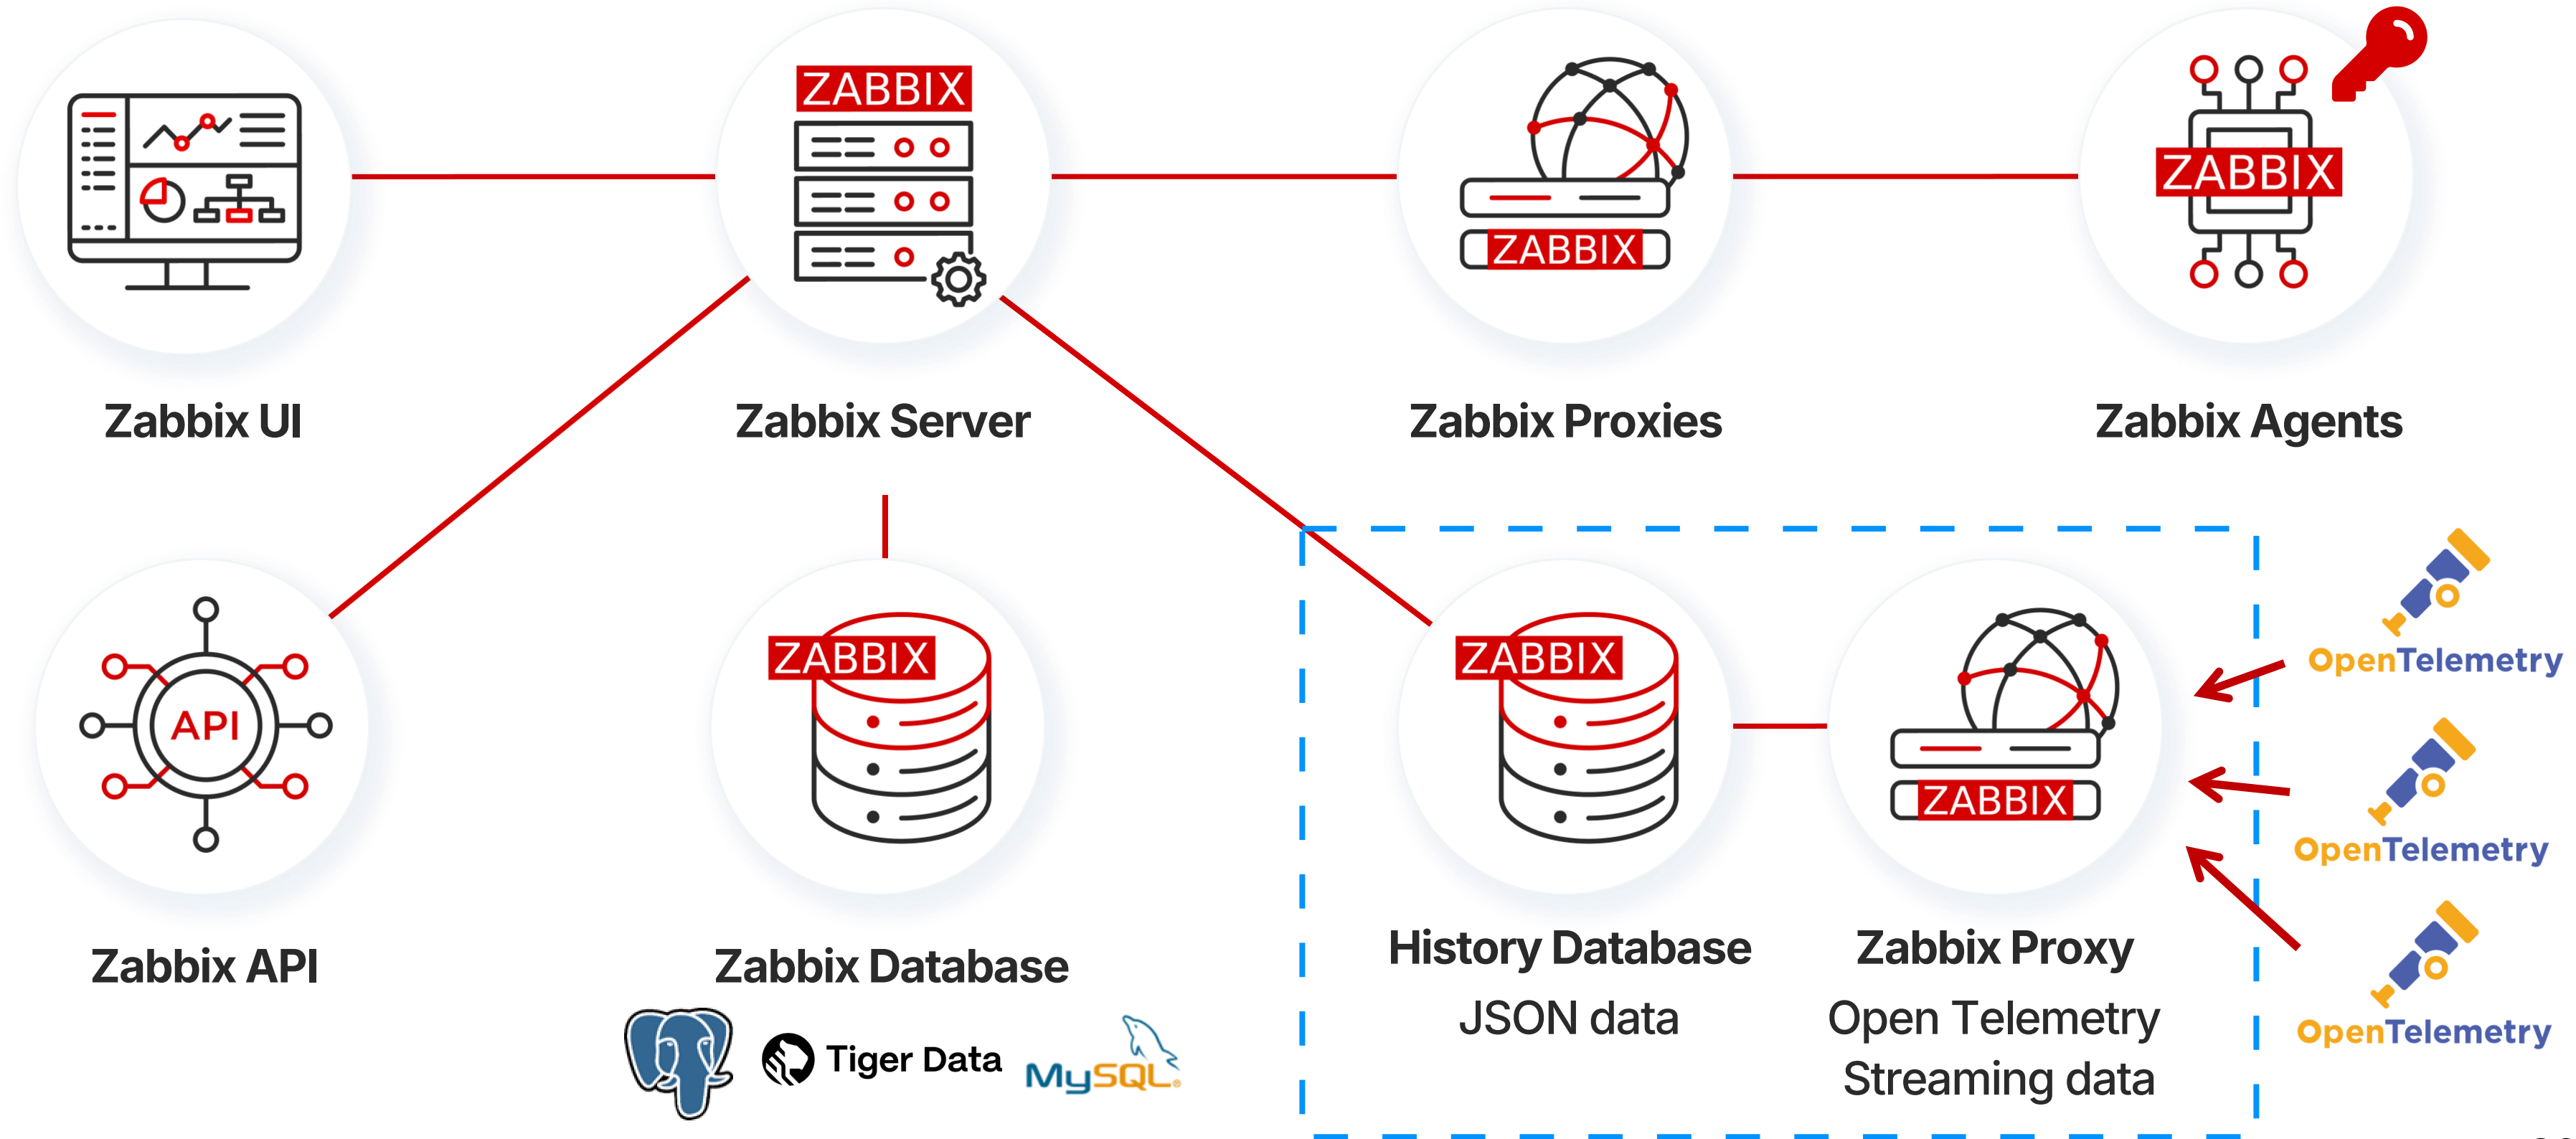 ZABBIX
ZABBIX
ZABBIX
Zabbix UI
Zabbix Server
Zabbix Proxies
Zabbix Agents
API
ZABBIX
ZABBIX
ZABBIX
OpenTelemetry
OpenTelemetry
OpenTelemetry
Zabbix API
Zabbix Database
History Database
Zabbix Proxy
JSON data
Open Telemetry
Streaming data
Tiger Data
MySQL®